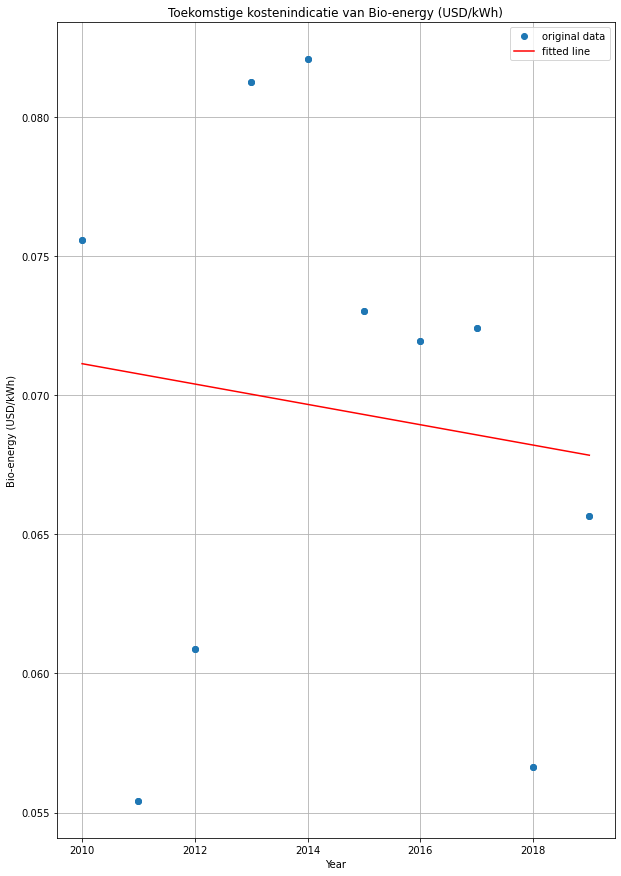 Toekomstige kostenindicatie van Bio-energy (USD/kWh)
original data
fitted line
0.080
0.075
0.070
0.065
0.060
0.055
Bio-energy (USD/kWh)
2010 2012 2014 2016 2018
Year